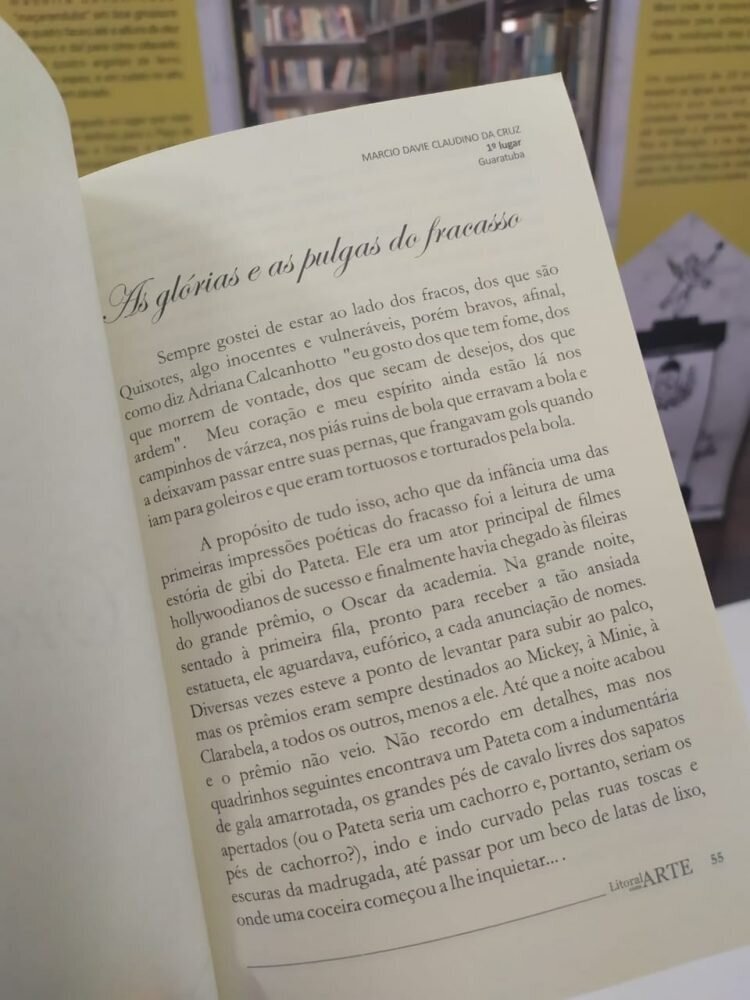 MARCIO DAVIE CLAUDINO DA CRUZ
1º lugar
Guaratuba
As glórias e as pulgas do fracasso
Sempre gostei de estar ao lado dos fracos, dos que são
Quixotes, algo inocentes e vulneráveis, porém bravos, afinal,
como diz Adriana Calcanhotto "eu gosto dos que tem fome, dos
que morrem de vontade, dos que secam de desejos, dos que
ardem". Meu coração e meu espírito ainda estão lá nos
campinhos de várzea, nos piás ruins de bola que erravam a bola e
a deixavam passar entre suas pernas, que frangavam gols quando
iam para goleiros e que eram tortuosos e torturados pela bola.
A propósito de tudo isso, acho que da infância uma das
primeiras impressões poéticas do fracasso foi a leitura de uma
estória de gibi do Pateta. Ele era um ator principal de filmes
hollywoodianos de sucesso e finalmente havia chegado às fileiras
do grande prêmio, o Oscar da academia. Na grande noite,
sentado à primeira fila, pronto para receber a tão ansiada
estatueta, ele aguardava, eufórico, a cada anunciação de nomes.
Diversas vezes esteve a ponto de levantar para subir ao palco,
mas os prêmios eram sempre destinados ao Mickey, à Minie, à
Clarabela, a todos os outros, menos a ele. Até que a noite acabou
e o prêmio não veio. Não recordo em detalhes, mas nos
quadrinhos seguintes encontrava um Pateta com a indumentária
de gala amarrotada, os grandes pés de cavalo livres dos sapatos
apertados (ou o Pateta seria um cachorro e, portanto, seriam os
pés de cachorro?), indo e indo curvado pelas ruas toscas e
escuras da madrugada, até passar por um beco de latas de lixo,
onde uma coceira começou a lhe inquietar... .
Litoral com ARTE 55